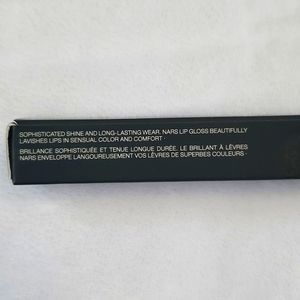 SOPHISTICATED SHINE AND LONG-LASTING WEAR. NARS LIP GLOSS BEAUTIFULLY
LAVISHES LIPS IN SENSUAL COLOR AND COMFORT ·
BRILLANCE SOPHISTIQUÉE ET TENUE LONGUE DURÉE. LE BRILLANT À LÈVRES
NARS ENVELOPPE LANGOUREUSEMENT VOS LÈVRES DE SUPERBES COULEURS ·